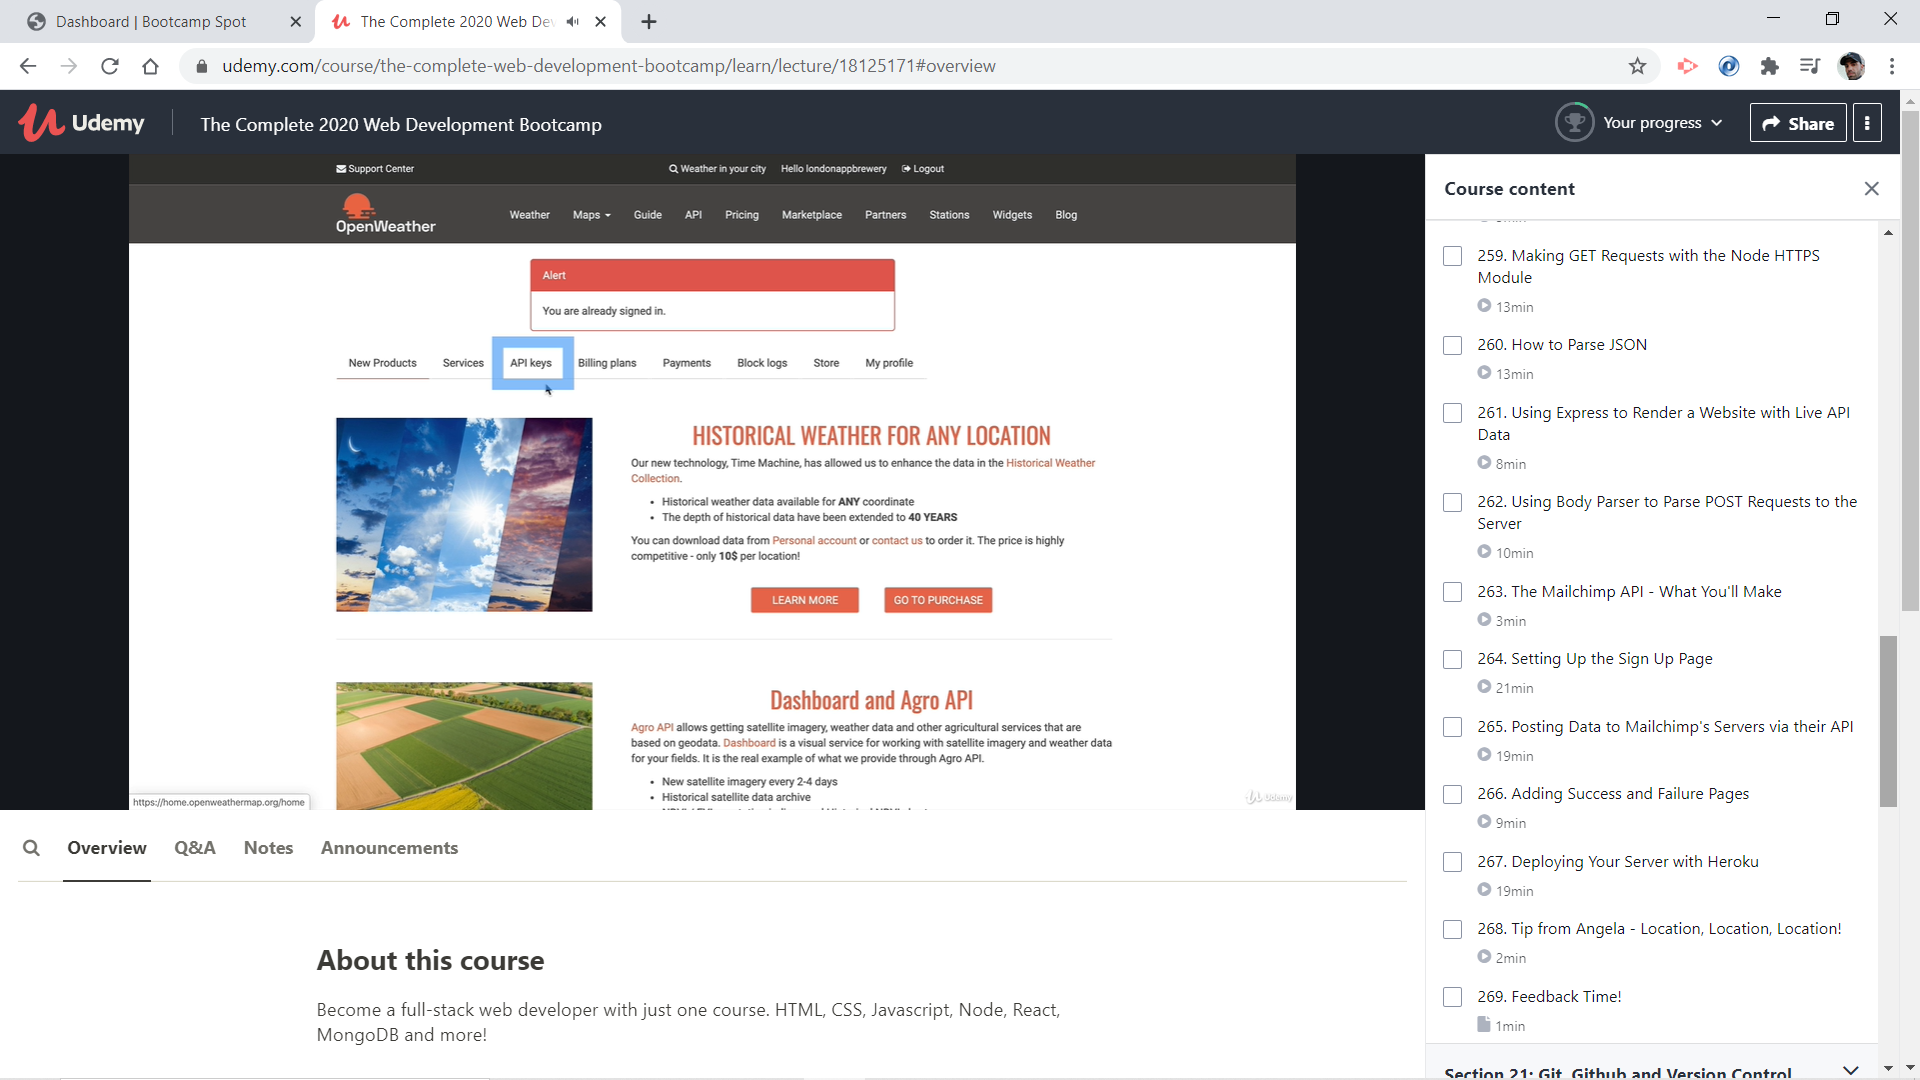 Dashboard | Bootcamp Spot
The Complete 2020 Web De
udemy.com/course/the-complete-web-development-bootcamp/learn/lecture/18125171#overview
Udemy
The Complete 2020 Web Development Bootcamp
Your progress
Share
Support Center
Weather in your city
Hello londonappbrewery
Logout
OpenWeather
Weather
Maps
Guide
API
Pricing
Marketplace
Partners
Stations
Widgets
Blog
Alert
You are already signed in.
New Products
Services
API keys
Billing plans
Payments
Block logs
Store
My profile
HISTORICAL WEATHER FOR ANY LOCATION
Our new technology, Time Machine, has allowed us to enhance the data in the Historical Weather
Collection.
• Historical weather data available for ANY coordinate
• The depth of historical data have been extended to 40 YEARS
You can download data from Personal account or contact us to order it. The price is highly
competitive - only 10$ per location!
LEARN MORE
GO TO PURCHASE
Dashboard and Agro API
Agro API allows getting satellite imagery, weather data and other agricultural services that are
based on geodata. Dashboard is a visual service for working with satellite imagery and weather data
for your fields. It is the real example of what we provide through Agro API.
• New satellite imagery every 2-4 days
• Historical satellite data archive
https://home.openweathermap.org/home
Udemy
Overview
Q&A
Notes
Announcements
About this course
Become a full-stack web developer with just one course. HTML, CSS, Javascript, Node, React,
MongoDB and more!
Course content
259. Making GET Requests with the Node HTTPS
Module
13min
260. How to Parse JSON
13min
261. Using Express to Render a Website with Live API
Data
8min
262. Using Body Parser to Parse POST Requests to the
Server
10min
263. The Mailchimp API - What You'll Make
3min
264. Setting Up the Sign Up Page
21min
265. Posting Data to Mailchimp's Servers via their API
19min
266. Adding Success and Failure Pages
9min
267. Deploying Your Server with Heroku
19min
268. Tip from Angela - Location, Location, Location!
2min
269. Feedback Time!
1min
Section 21: Git, Github and Version Control